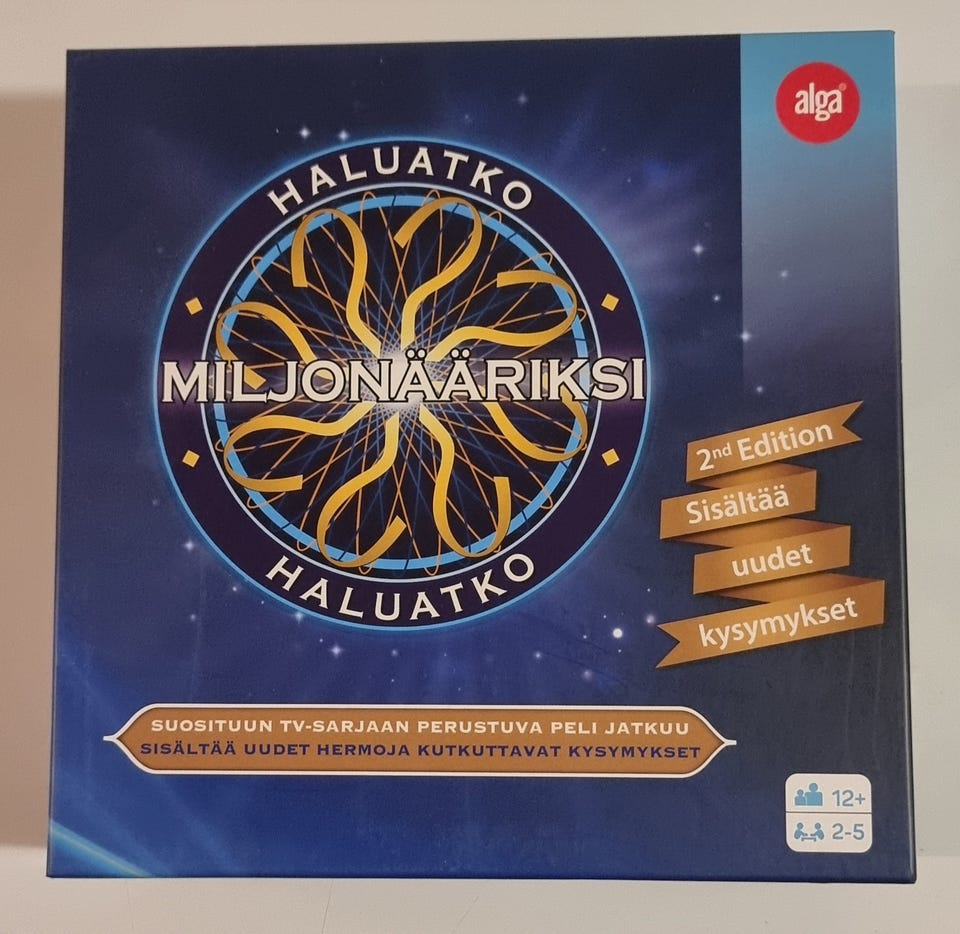 alga
HALUATKO
MILJONÄÄRIKSI
HALUATKO
2nd Edition
Sisältää
uudet
kysymykset
SUOSITUUN TV-SARJAAN PERUSTUVA PELI JATKUU
SISÄLTÄÄ UUDET HERMOJA KUTKUTTAVAT KYSYMYKSET
12+
2-5